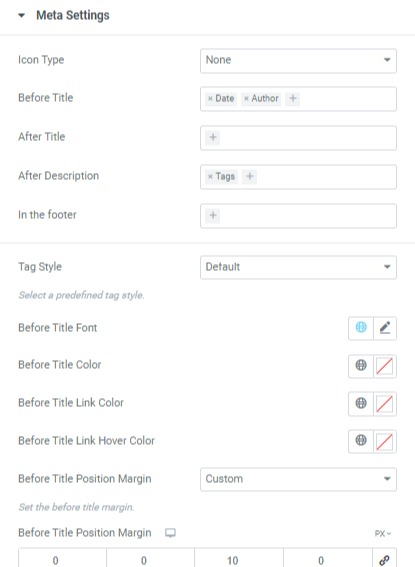 Meta Settings
Icon Type None
Before Title × Date × Author +
After Title +
After Description × Tags +
In the footer +
Tag Style Default
Select a predefined tag style.
Before Title Font
Before Title Color
Before Title Link Color
Before Title Link Hover Color
Before Title Position Margin Custom
Set the before title margin.
Before Title Position Margin PX
0 0 10 0